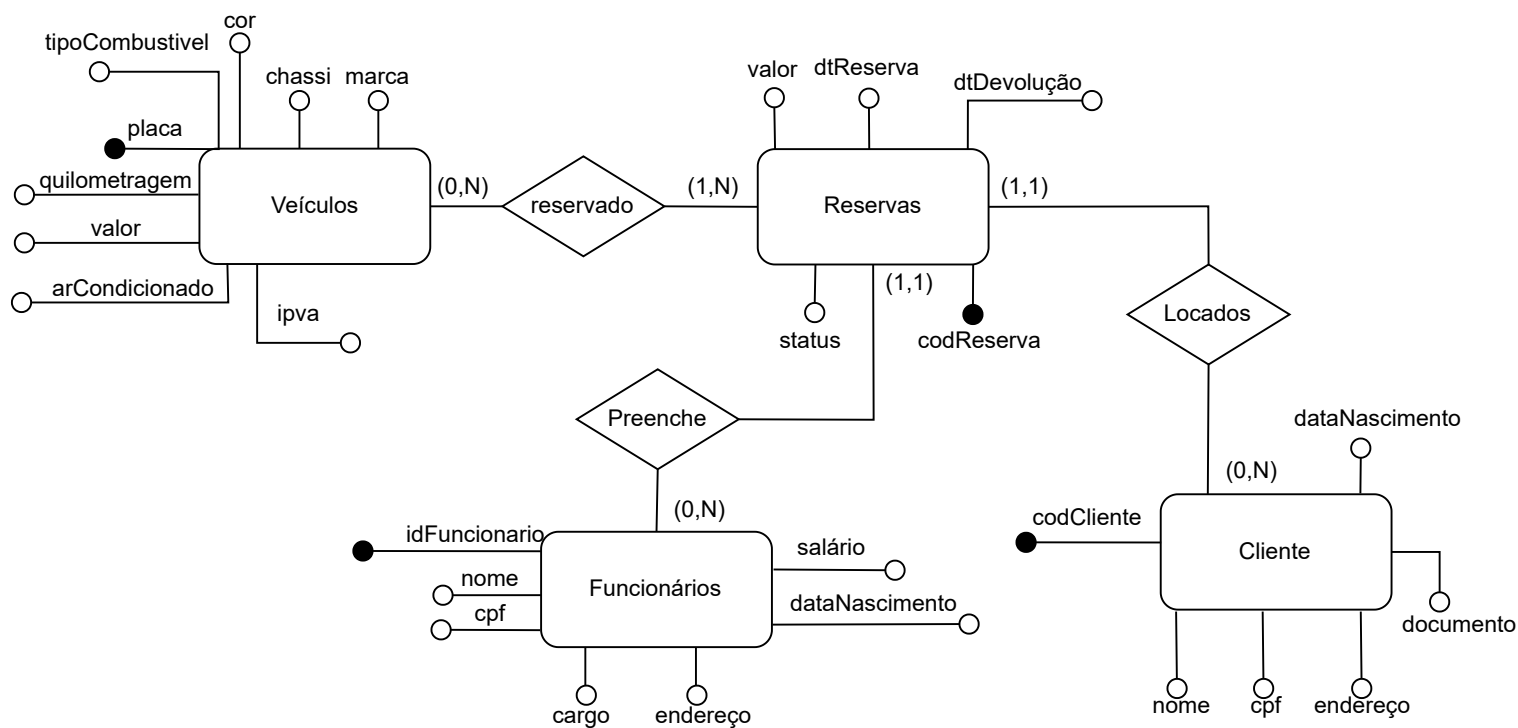 cor
tipoCombustivel
chassi
marca
placa
quilometragem
valor
arCondicionado
ipva
Veículos
(0,N)
reservado
(1,N)
valor
dtReserva
dtDevolução
Reservas
(1,1)
(1,1)
status
codReserva
Locados
Preenche
(0,N)
idFuncionario
nome
cpf
Funcionários
salário
dataNascimento
cargo
endereço
(0,N)
dataNascimento
codCliente
Cliente
documento
nome
cpf
endereço